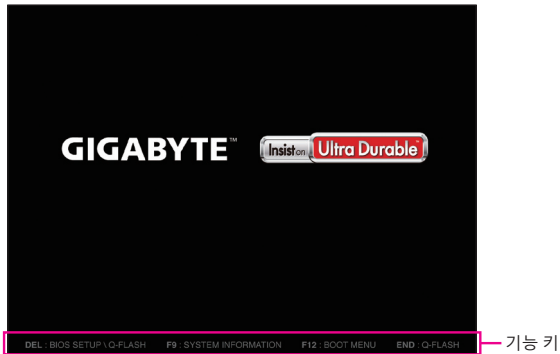 GIGABYTE™
Insist on Ultra Durable™
DEL : BIOS SETUP \ Q-FLASH F9 : SYSTEM INFORMATION F12 : BOOT MENU END : Q-FLASH
기능 키